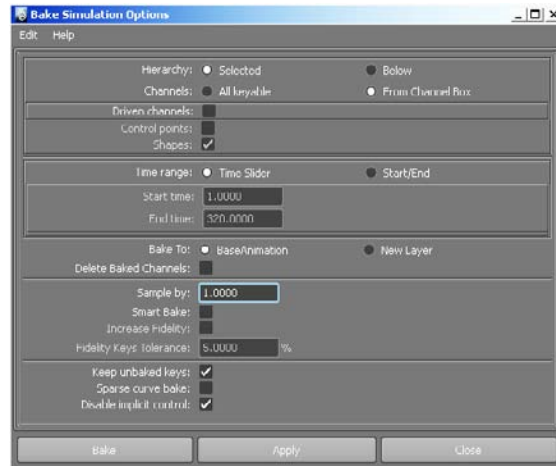 Bake Simulation Options
Edit Help
Hierarchy: Selected Below
Channels: All keyable From Channel Box
Driven channels:
Control points:
Shapes:
Time range: Time Slider Start/End
Start time: 1.0000
End time: 320.0000
Bake To: BaseAnimation New Layer
Delete Baked Channels:
Sample by: 1.0000
Smart Bake:
Increase Fidelity:
Fidelity Keys Tolerance: 5.0000 %
Keep unbaked keys:
Sparse curve bake:
Disable implicit control:
Bake Apply Close